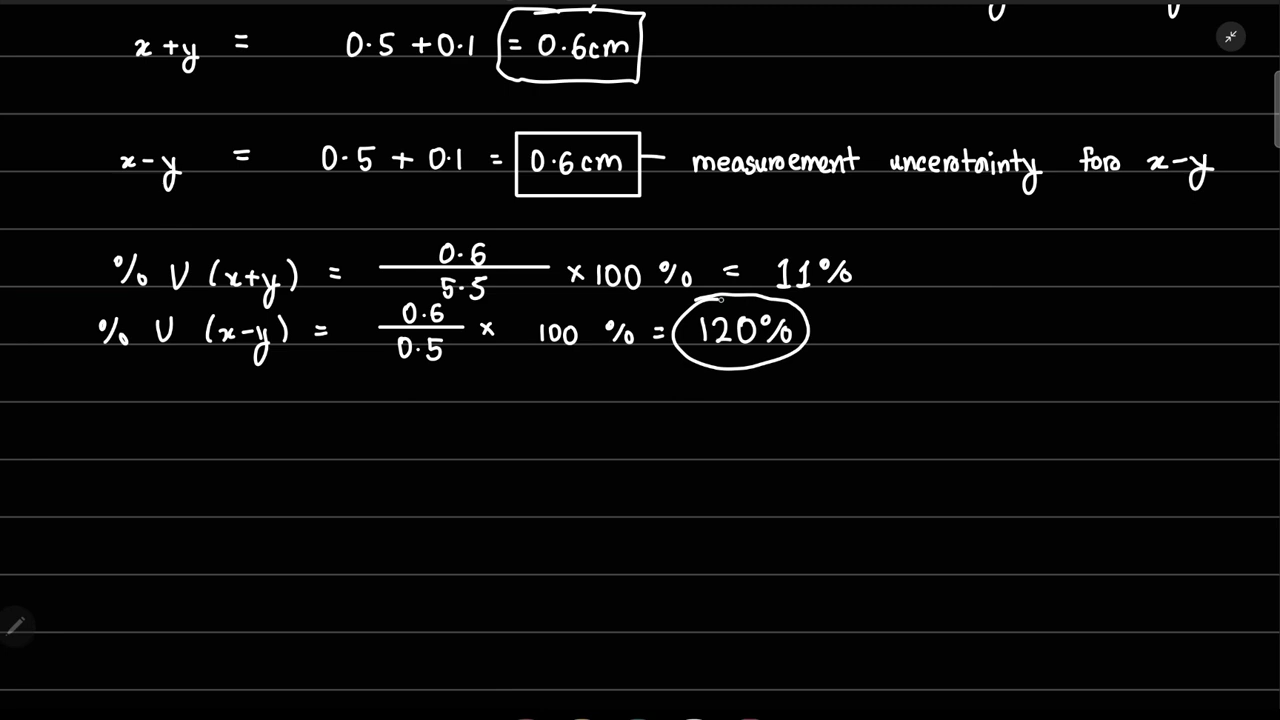 x+y = 0.5 + 0.1 = 0.6cm
x-y = 0.5 + 0.1 = 0.6cm — measurement uncertainty for x-y
% U (x+y) = 0.6/5.5 × 100 % = 11%
% U (x-y) = 0.6/0.5 × 100 % = 120%